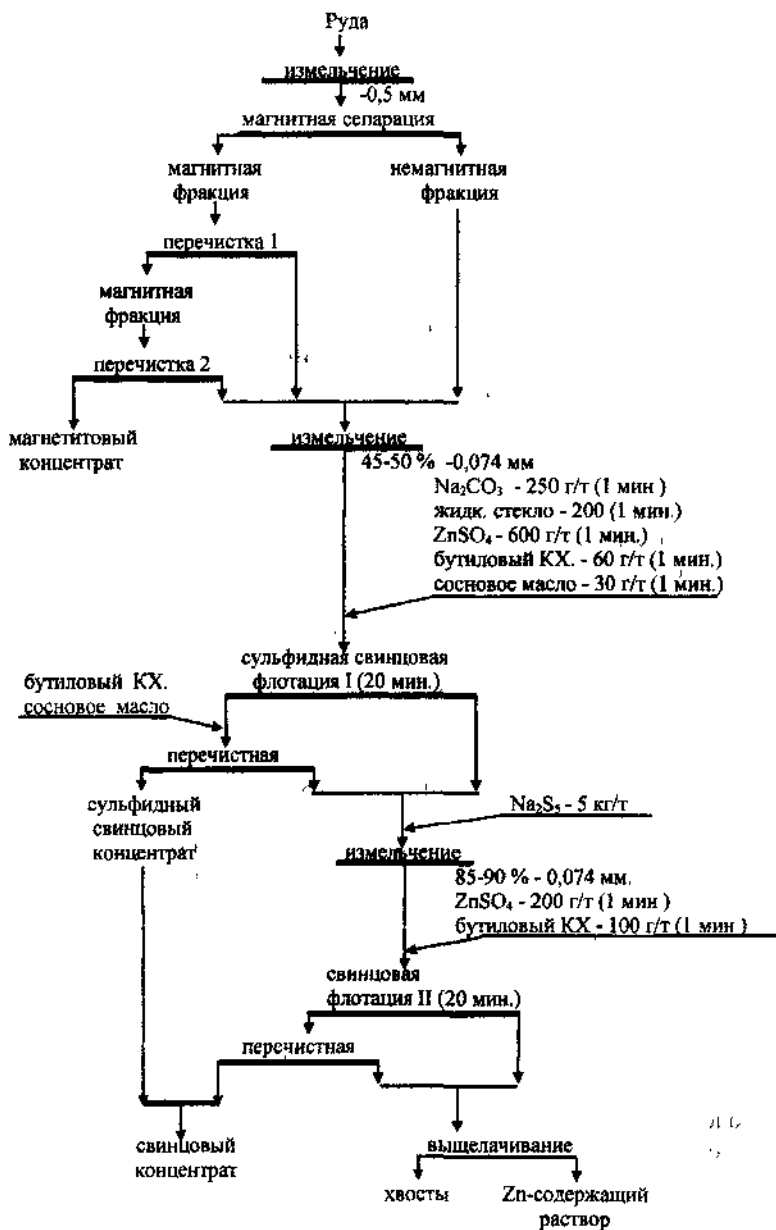 Руда
измельчение
-0,5 мм
магнитная сепарация
магнитная
фракция
немагнитная
фракция
перечистка 1
магнитная
фракция
перечистка 2
магнетитовый
концентрат
измельчение
45-50 % -0,074 мм
Na₂CO₃ - 250 г/т (1 мин )
жидк. стекло - 200 (1 мин.)
ZnSO₄ - 600 г/т (1 мин.)
бутиловый КХ. - 60 г/т (1 мин.)
сосновое масло - 30 г/т (1 мин.)
сульфидная свинцовая
флотация I (20 мин.)
бутиловый КХ.
сосновое масло
перечистная
сульфидный
свинцовый
концентрат
Na₂S₅ - 5 кг/т
измельчение
85-90 % - 0,074 мм.
ZnSO₄ - 200 г/т (1 мин )
бутиловый КХ - 100 г/т (1 мин )
свинцовая
флотация II (20 мин.)
перечистная
свинцовый
концентрат
выщелачивание
хвосты
Zn-содержащий
раствор